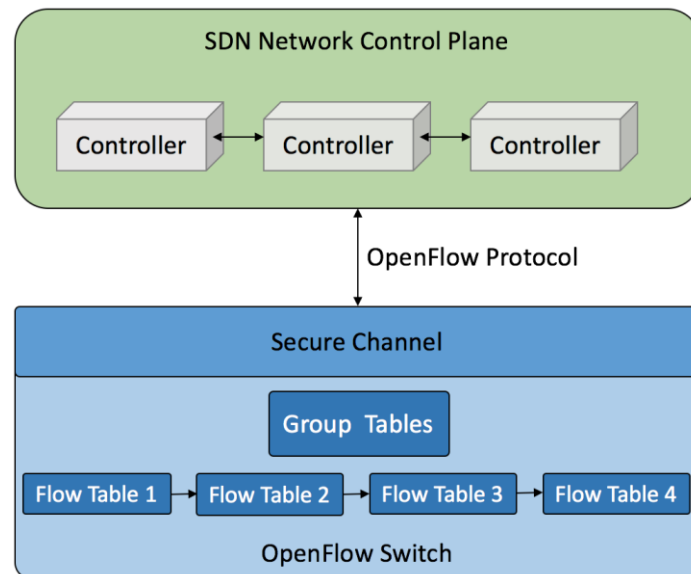 SDN Network Control Plane
Controller
Controller
Controller
OpenFlow Protocol
Secure Channel
Group Tables
Flow Table 1
Flow Table 2
Flow Table 3
Flow Table 4
OpenFlow Switch